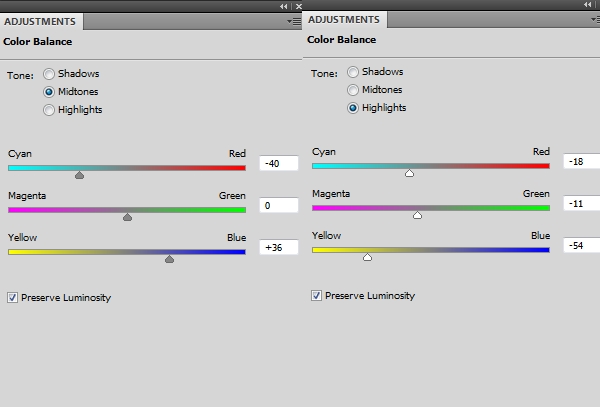 ADJUSTMENTS
Color Balance
Tone: Shadows
Midtones
Highlights
Cyan Red -40
Magenta Green 0
Yellow Blue +36
Preserve Luminosity
ADJUSTMENTS
Color Balance
Tone: Shadows
Midtones
Highlights
Cyan Red -18
Magenta Green -11
Yellow Blue -54
Preserve Luminosity